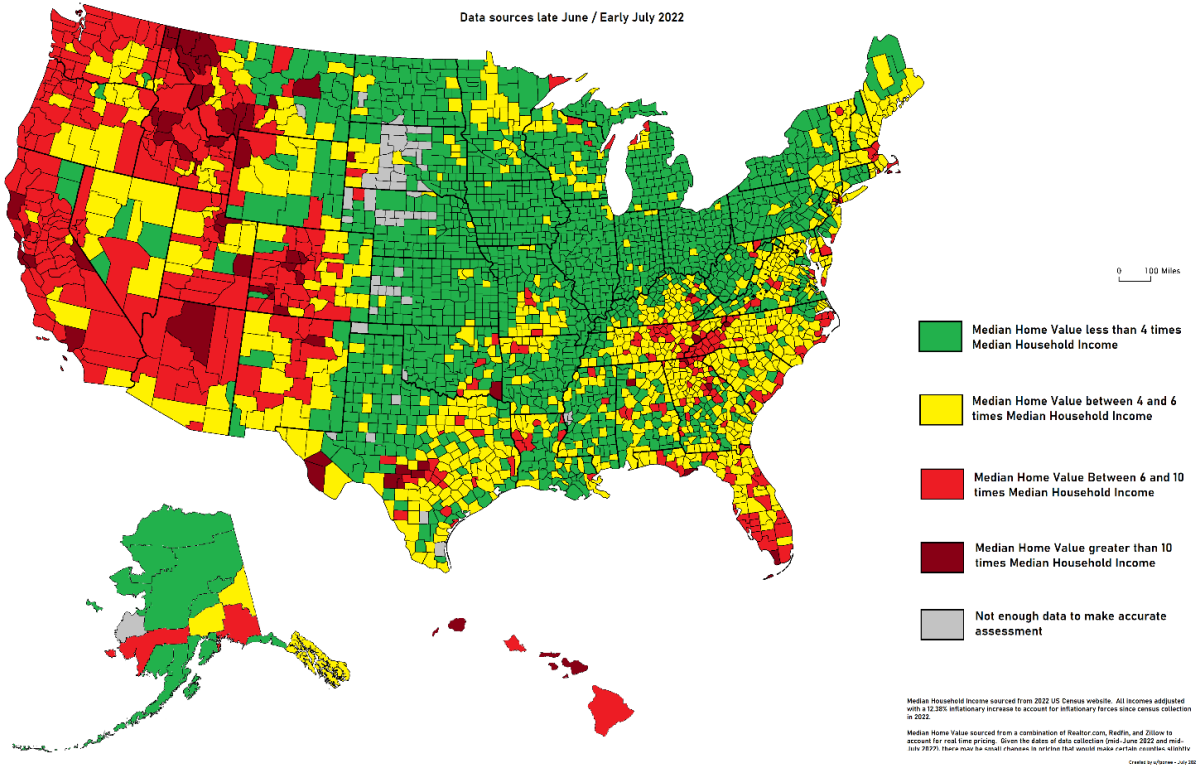 Data sources late June / Early July 2022
0 100 Miles
Median Home Value less than 4 times
Median Household Income
Median Home Value between 4 and 6
times Median Household Income
Median Home Value Between 6 and 10
times Median Household Income
Median Home Value greater than 10
times Median Household Income
Not enough data to make accurate
assessment
Median Household Income sourced from 2022 US Census website. All incomes addjusted
with a 12.38% inflationary increase to account for inflationary forces since census collection
in 2022.
Median Home Value sourced from a combination of Realtor.com, Redfin, and Zillow to
account for real time pricing. Given the dates of data collection (mid-June 2022 and mid-
July 2022), there may be small changes in pricing that would make certain counties slightly
Created by - July 202